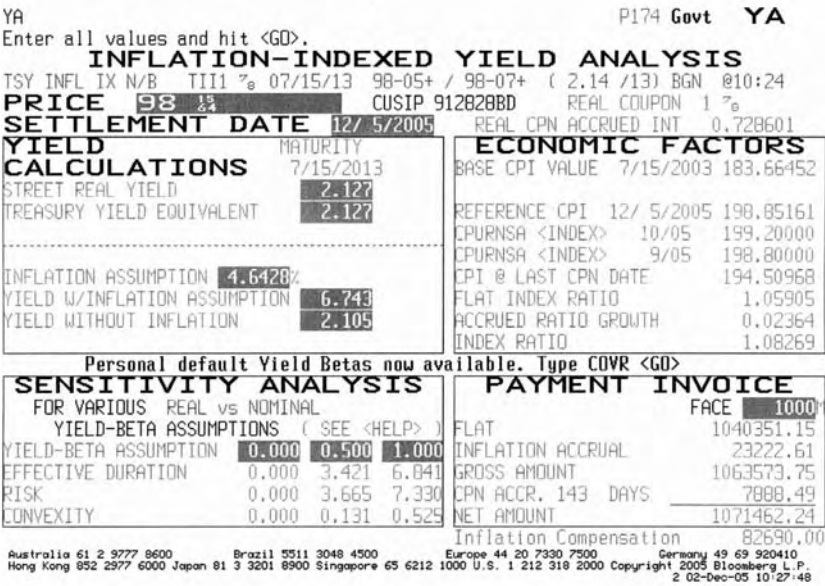 YA P174 Govt YA
Enter all values and hit <GO>.
INFLATION-INDEXED YIELD ANALYSIS
TSY INFL IX N/B TII1 7/8 07/15/13 98-05+ / 98-07+ ( 2.14 /13) BGN @10:24
PRICE 98 15/64 CUSIP 912828BD REAL COUPON 1 7/8
SETTLEMENT DATE 12/ 5/2005 REAL CPN ACCRUED INT 0.728601
YIELD MATURITY
CALCULATIONS 7/15/2013
STREET REAL YIELD 2.127
TREASURY YIELD EQUIVALENT 2.127
INFLATION ASSUMPTION 4.6428%
YIELD W/INFLATION ASSUMPTION 6.743
YIELD WITHOUT INFLATION 2.105
ECONOMIC FACTORS
BASE CPI VALUE 7/15/2003 183.66452
REFERENCE CPI 12/ 5/2005 198.85161
CPURNSA <INDEX> 10/05 199.20000
CPURNSA <INDEX> 9/05 198.80000
CPI @ LAST CPN DATE 194.50968
FLAT INDEX RATIO 1.05905
ACCRUED RATIO GROWTH 0.02364
INDEX RATIO 1.08269
Personal default Yield Betas now available. Type COVR <GO>
SENSITIVITY ANALYSIS
FOR VARIOUS REAL vs NOMINAL
YIELD-BETA ASSUMPTIONS ( SEE <HELP> )
YIELD-BETA ASSUMPTION 0.000 0.500 1.000
EFFECTIVE DURATION 0.000 3.421 6.841
RISK 0.000 3.665 7.330
CONVEXITY 0.000 0.131 0.525
PAYMENT INVOICE
FACE 1000M
FLAT 1040351.15
INFLATION ACCRUAL 23222.61
GROSS AMOUNT 1063573.75
CPN ACCR. 143 DAYS 7888.49
NET AMOUNT 1071462.24
Inflation Compensation 82690.00
Australia 61 2 9777 8600 Brazil 5511 3048 4500 Europe 44 20 7330 7500 Germany 49 69 920410
Hong Kong 852 2977 6000 Japan 81 3 3201 8900 Singapore 65 6212 1000 U.S. 1 212 318 2000 Copyright 2005 Bloomberg L.P.
2 02-Dec-05 10:27:48